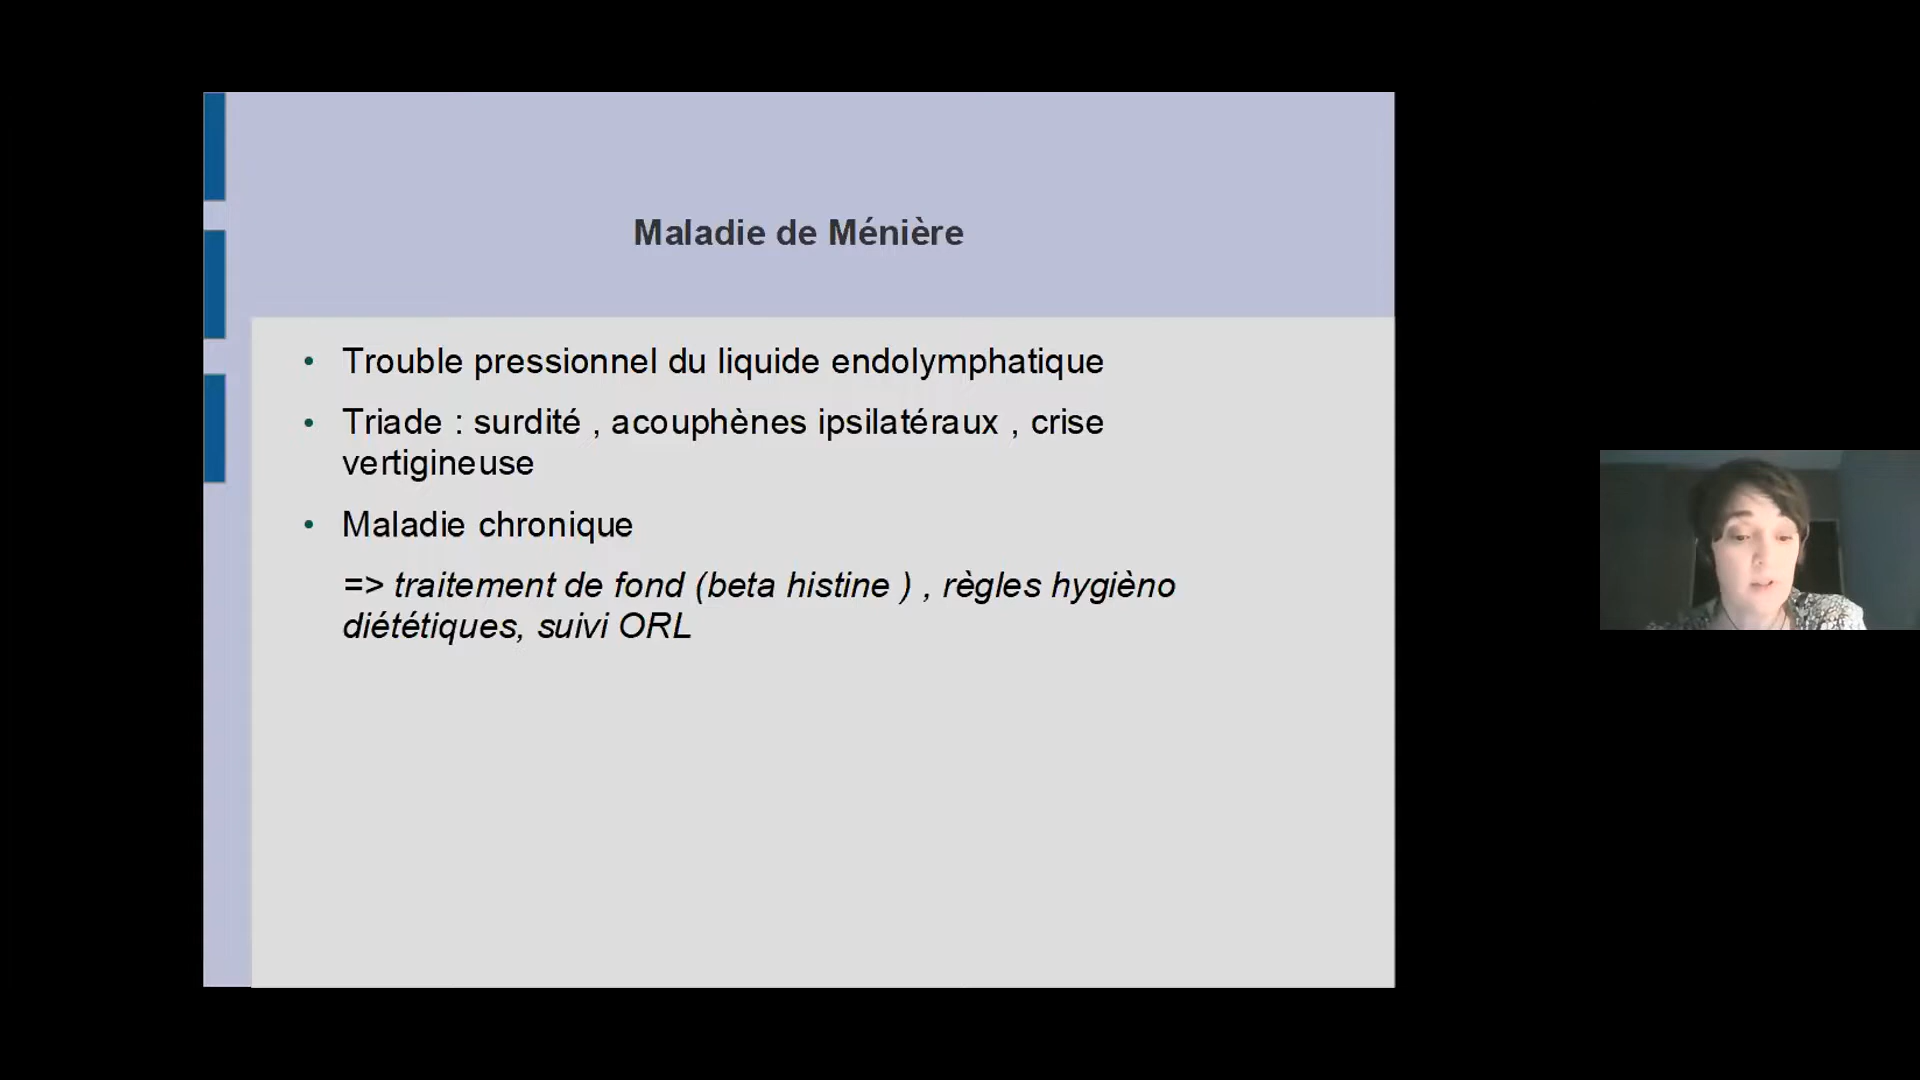 Maladie de Ménière
• Trouble pressionnel du liquide endolymphatique
• Triade : surdité , acouphènes ipsilatéraux , crise
vertigineuse
• Maladie chronique
=> traitement de fond (beta histine ) , règles hygièno
diététiques, suivi ORL